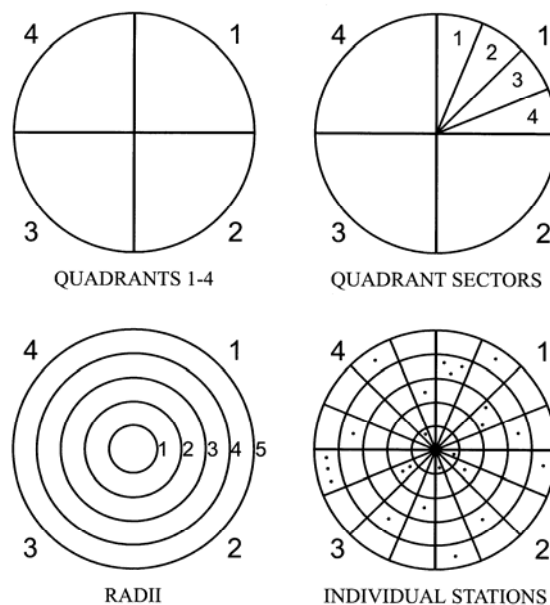 4 1
3 2
QUADRANTS 1-4
4 1
1 2 3 4
3 2
QUADRANT SECTORS
4 1
1 2 3 4 5
3 2
RADII
4 1
3 2
INDIVIDUAL STATIONS